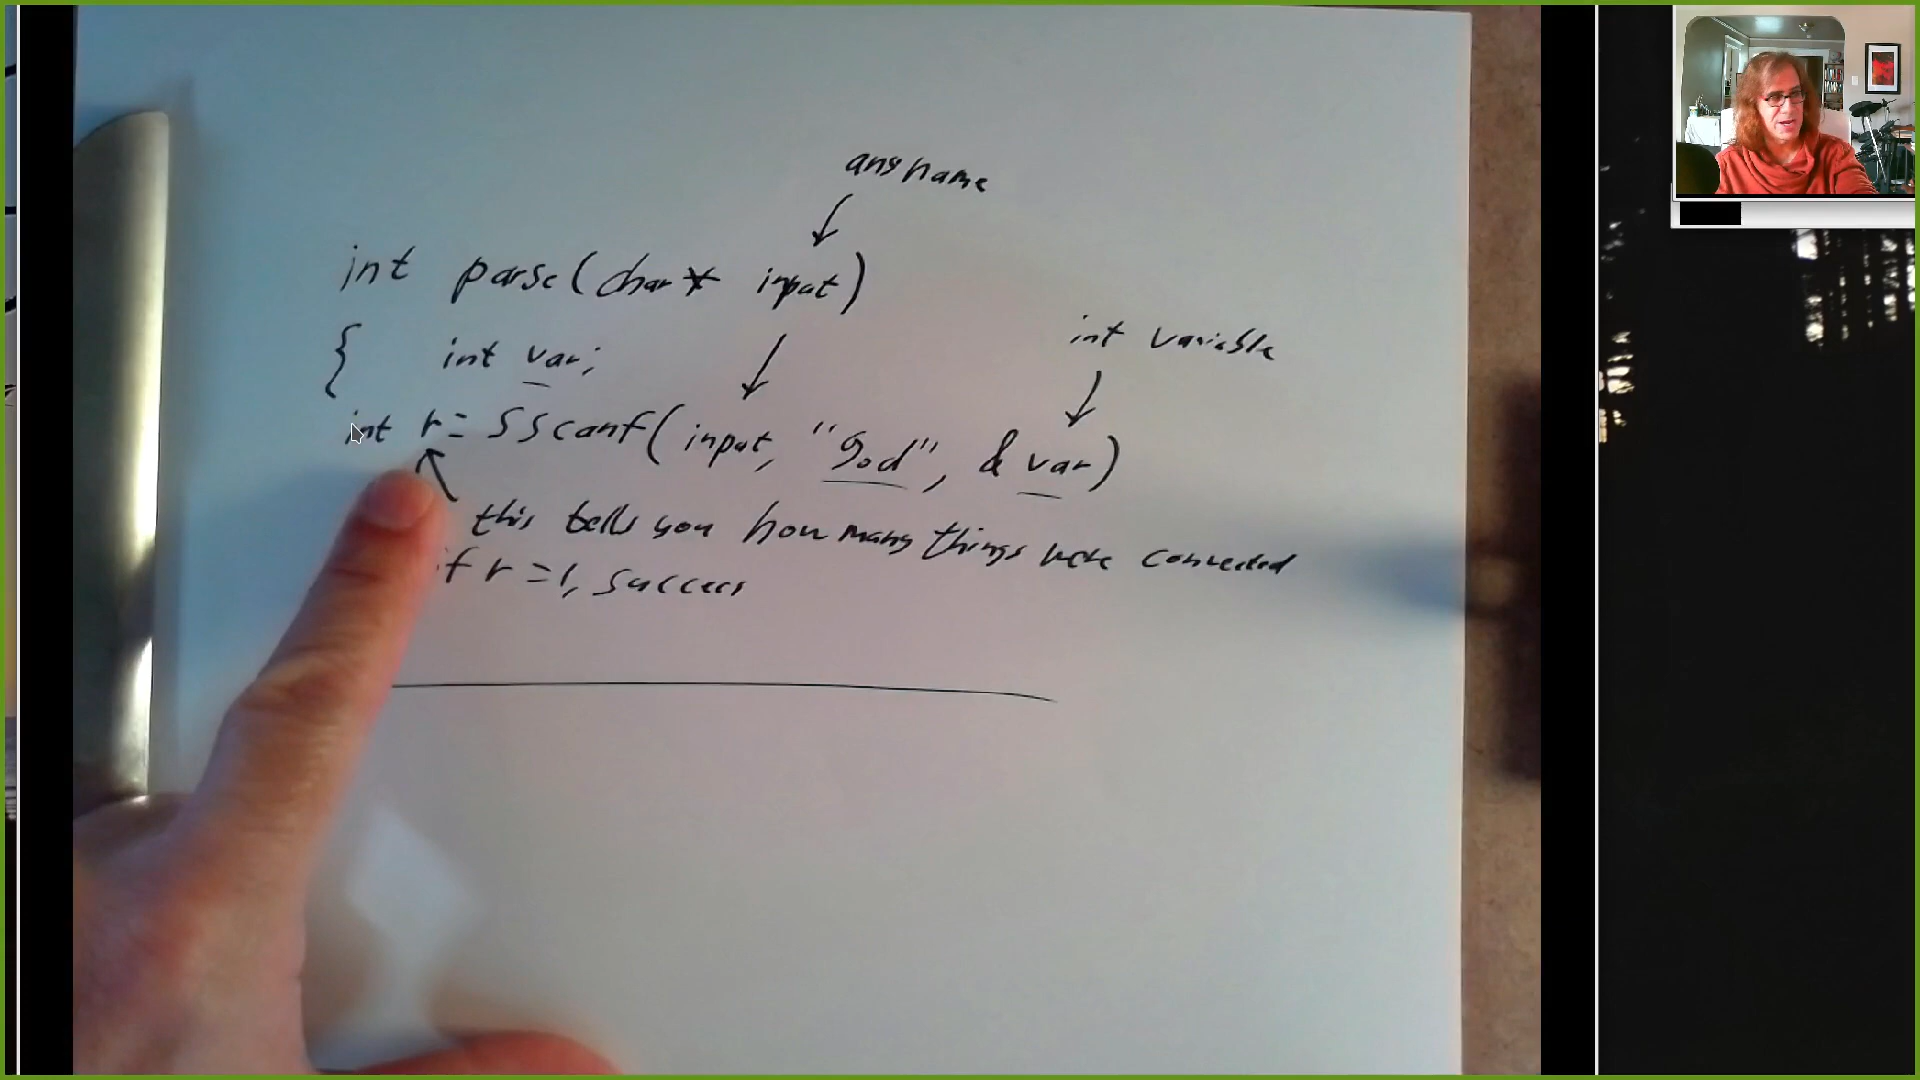 any name
int parse(char* input)
{ int var;
int variable
int r= sscanf(input, "%d", & var)
this tells you how many things were converted
if r=1, success